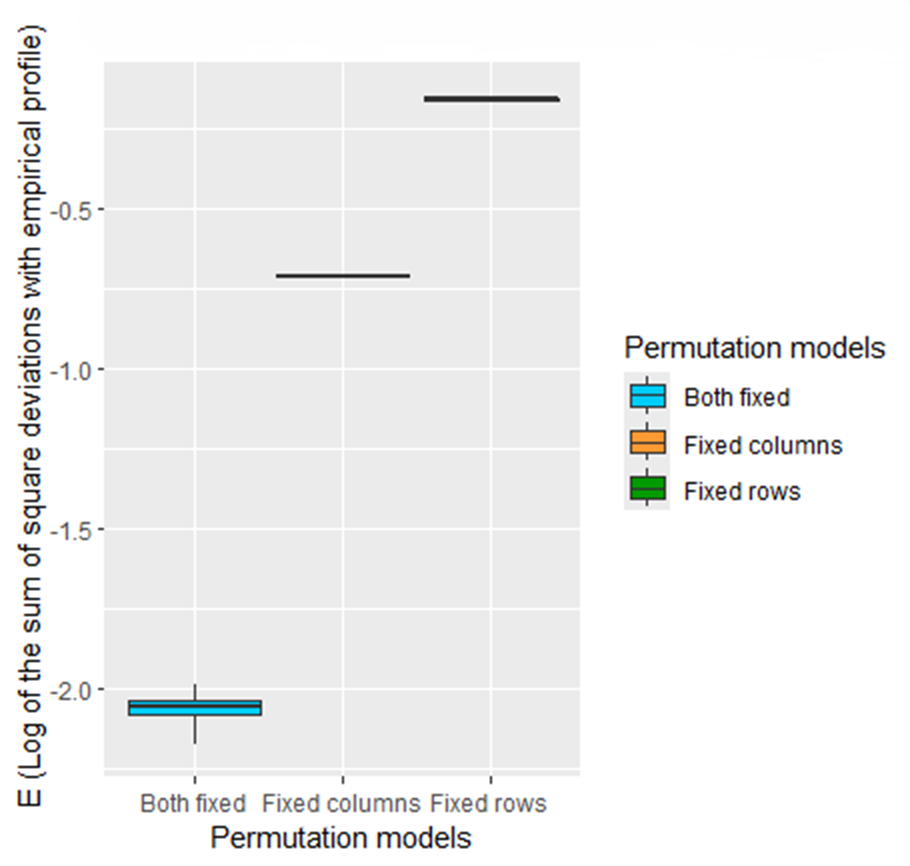 E (Log of the sum of square deviations with empirical profile)
-0.5
-1.0
-1.5
-2.0
Both fixed Fixed columns Fixed rows
Permutation models
Permutation models
Both fixed
Fixed columns
Fixed rows